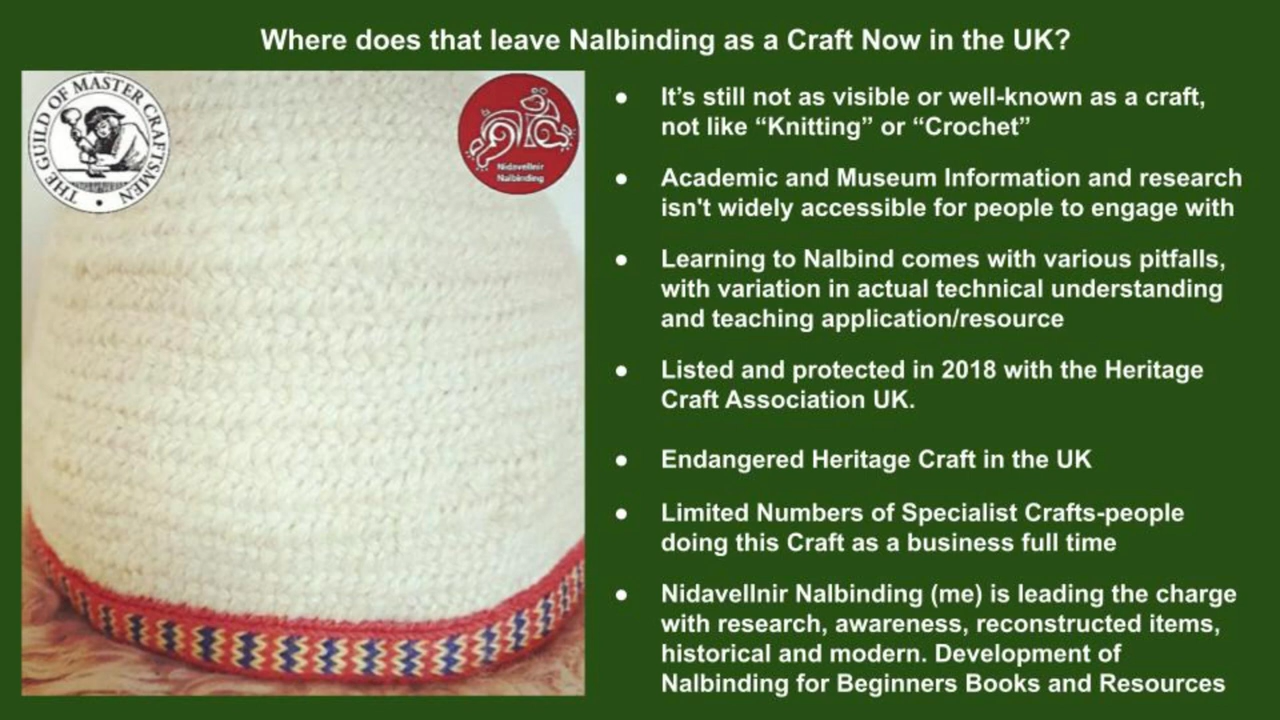 Where does that leave Nalbinding as a Craft Now in the UK?
THE GUILD OF MASTER CRAFTSMEN
Nidavellnir
Nalbinding
● It's still not as visible or well-known as a craft,
not like “Knitting” or “Crochet”
● Academic and Museum Information and research
isn't widely accessible for people to engage with
● Learning to Nalbind comes with various pitfalls,
with variation in actual technical understanding
and teaching application/resource
● Listed and protected in 2018 with the Heritage
Craft Association UK.
● Endangered Heritage Craft in the UK
● Limited Numbers of Specialist Crafts-people
doing this Craft as a business full time
● Nidavellnir Nalbinding (me) is leading the charge
with research, awareness, reconstructed items,
historical and modern. Development of
Nalbinding for Beginners Books and Resources